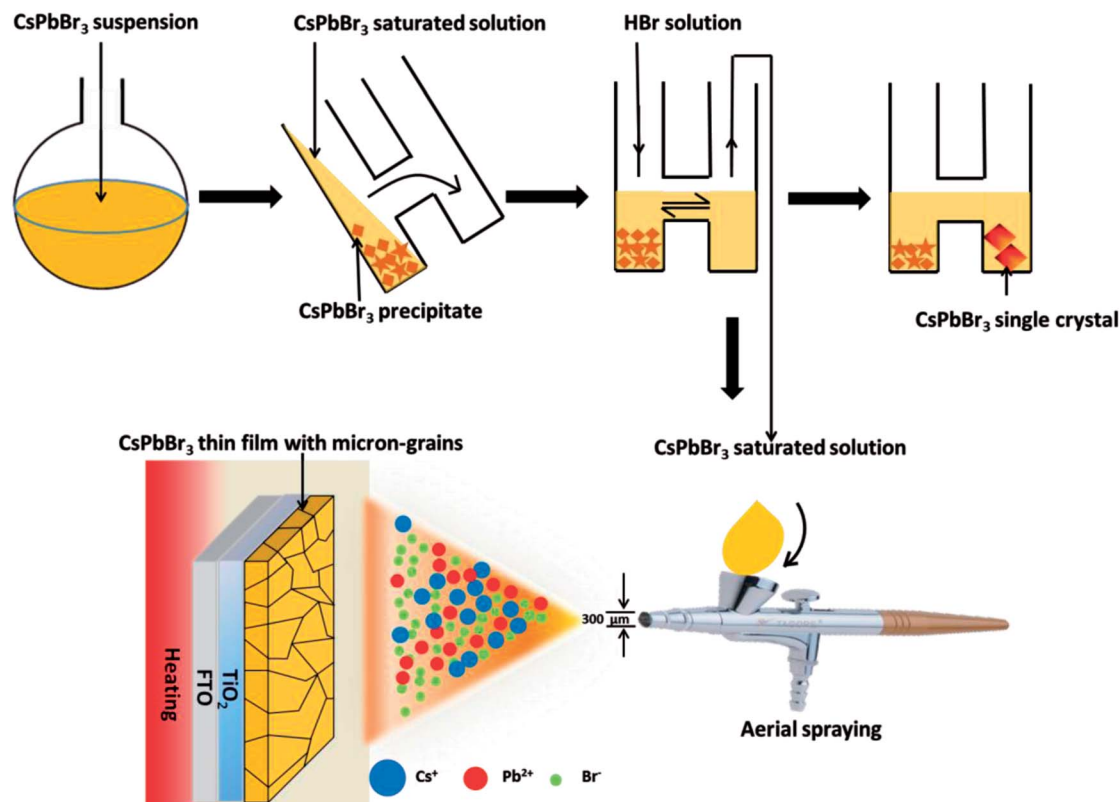 CsPbBr₃ suspension
CsPbBr₃ saturated solution
HBr solution
CsPbBr₃ precipitate
CsPbBr₃ single crystal
CsPbBr₃ saturated solution
CsPbBr₃ thin film with micron-grains
Heating
FTO
TiO₂
300 μm
Aerial spraying
Cs⁺
Pb²⁺
Br⁻